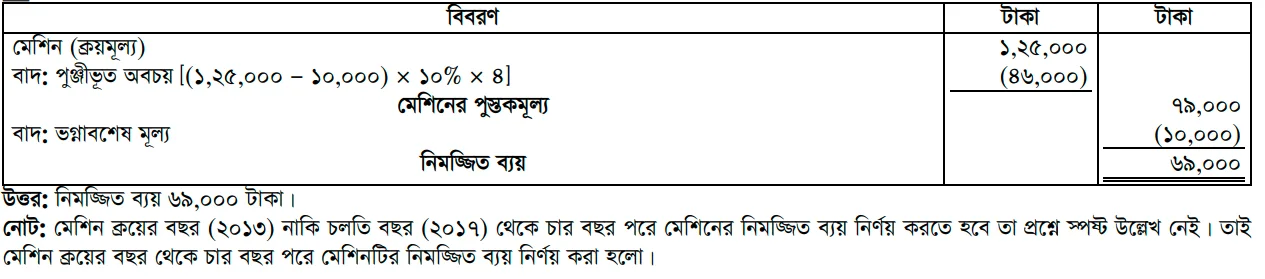 বিবরণ টাকা টাকা
মেশিন (ক্রয়মূল্য) ১,২৫,০০০
বাদ: পুঞ্জীভূত অবচয় [(১,২৫,০০০ – ১০,০০০) × ১০% × ৪] (৪৬,০০০)
মেশিনের পুস্তকমূল্য ৭৯,০০০
বাদ: ভগ্নাবশেষ মূল্য (১০,০০০)
নিমজ্জিত ব্যয় ৬৯,০০০
উত্তর: নিমজ্জিত ব্যয় ৬৯,০০০ টাকা।
নোট: মেশিন ক্রয়ের বছর (২০১৩) নাকি চলতি বছর (২০১৭) থেকে চার বছর পরে মেশিনের নিমজ্জিত ব্যয় নির্ণয় করতে হবে তা প্রশ্নে স্পষ্ট উল্লেখ নেই। তাই
মেশিন ক্রয়ের বছর থেকে চার বছর পরে মেশিনটির নিমজ্জিত ব্যয় নির্ণয় করা হলো।